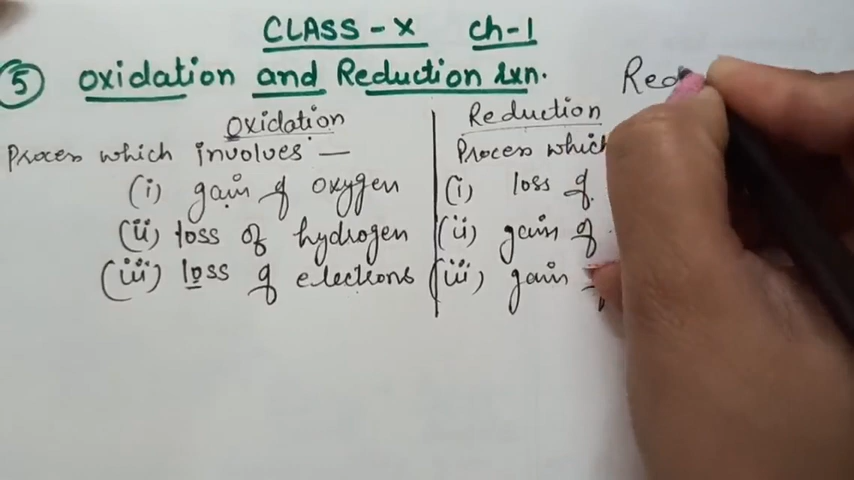 CLASS - X Ch-1
5 Oxidation and Reduction rxn.
Red
Oxidation Reduction
Process which involves — Process which
(i) gain of oxygen (i) loss of
(ii) loss of hydrogen (ii) gain of
(iii) loss of electrons (iii) gain